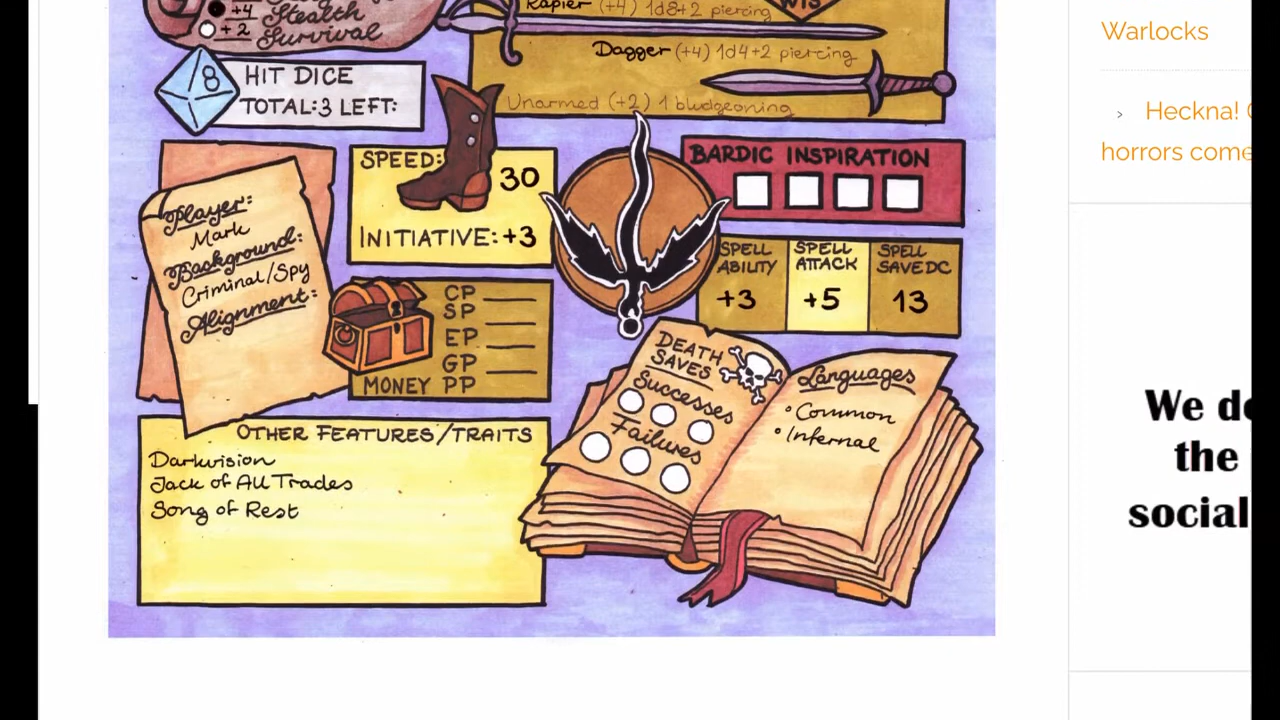 +4 Stealth
+2 Survival
Rapier (+4) 1d8+2 piercing
WIS
Dagger (+4) 1d4+2 piercing
Unarmed (+2) 1 bludgeoning
8
HIT DICE
TOTAL:3 LEFT:
Player:
Mark
Background:
Criminal/Spy
Alignment:
SPEED:
30
INITIATIVE: +3
BARDIC INSPIRATION
SPELL ABILITY
+3
SPELL ATTACK
+5
SPELL SAVE DC
13
CP
SP
EP
GP
MONEY PP
DEATH SAVES
Successes
Failures
Languages
• Common
• Infernal
OTHER FEATURES/TRAITS
Darkvision
Jack of All Trades
Song of Rest
Warlocks
› Heckna!
horrors come
We
the
social